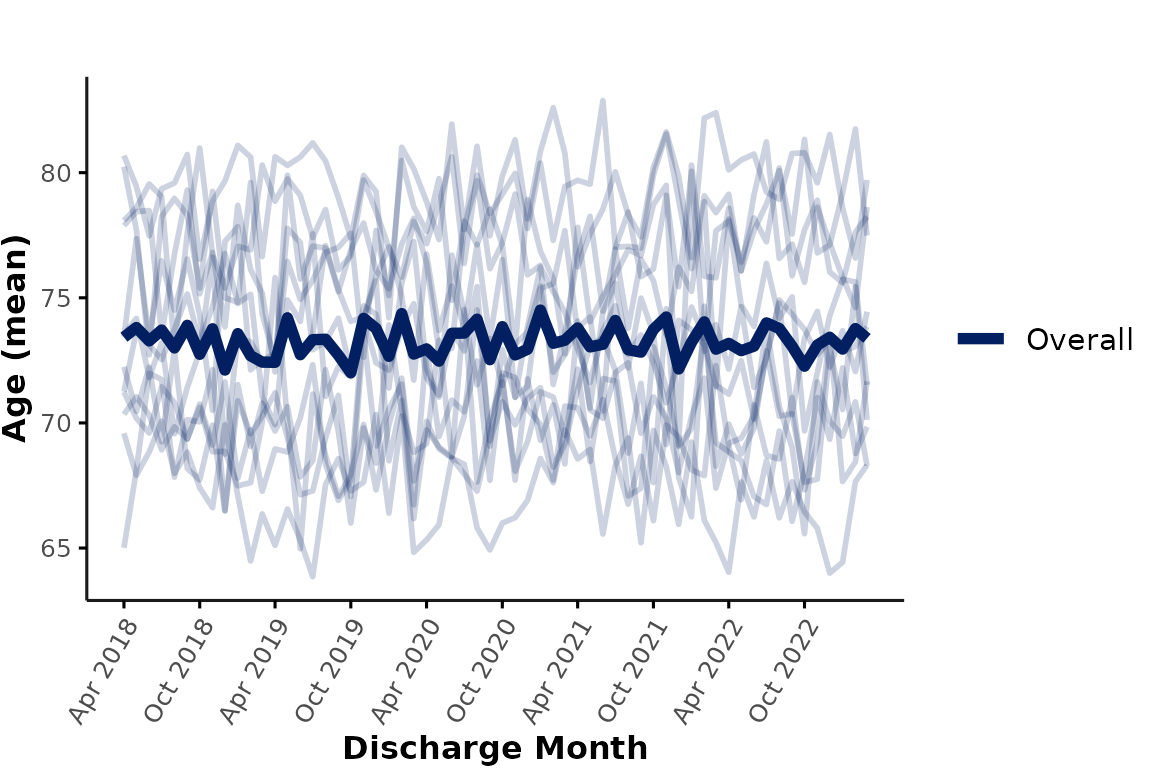 Age (mean)
80
75
70
65
Apr 2018
Oct 2018
Apr 2019
Oct 2019
Apr 2020
Oct 2020
Apr 2021
Oct 2021
Apr 2022
Oct 2022
Discharge Month
Overall